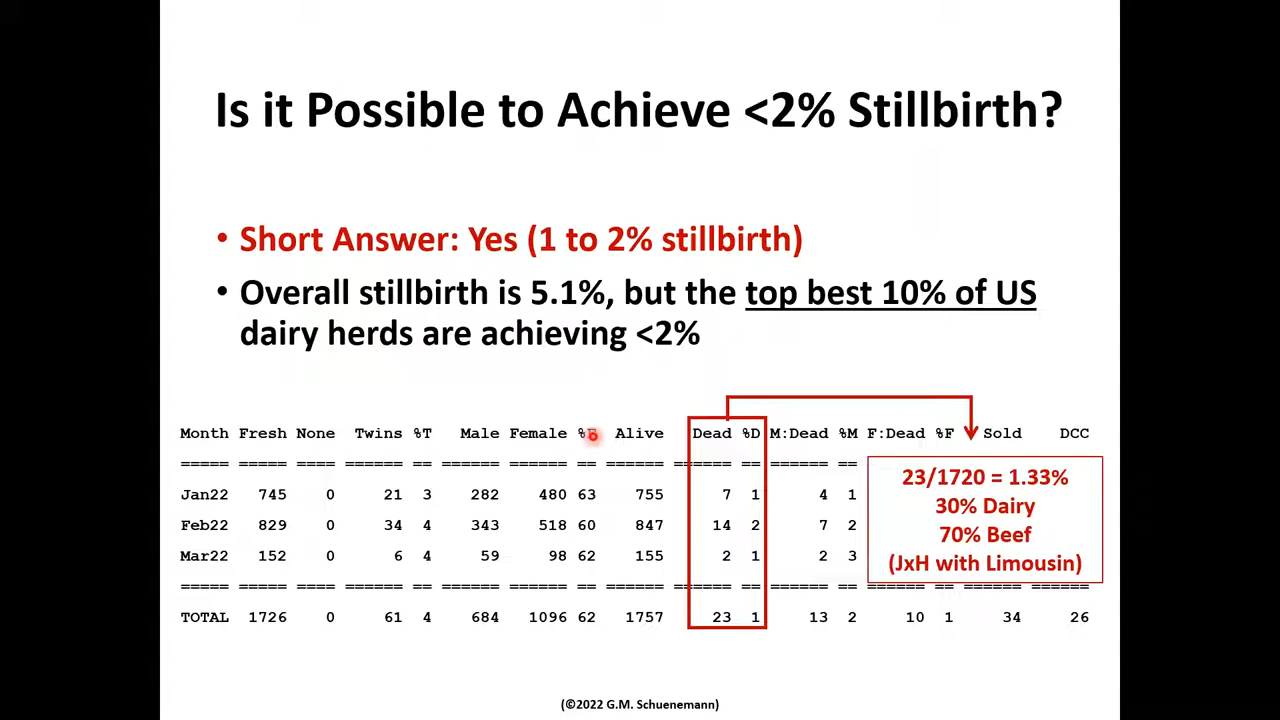 Is it Possible to Achieve <2% Stillbirth?
• Short Answer: Yes (1 to 2% stillbirth)
• Overall stillbirth is 5.1%, but the top best 10% of US
dairy herds are achieving <2%
Month Fresh None Twins %T Male Female %F Alive Dead %D M:Dead %M F:Dead %F Sold DCC
===== ===== ==== ===== == ====== ====== == ====== ====== == ====== ==
Jan22 745 0 21 3 282 480 63 755 7 1 4 1
Feb22 829 0 34 4 343 518 60 847 14 2 7 2
Mar22 152 0 6 4 59 98 62 155 2 1 2 3
23/1720 = 1.33%
30% Dairy
70% Beef
(JxH with Limousin)
===== ===== ==== ===== == ====== ====== == ====== ====== == ====== == ====== == ====== ======
TOTAL 1726 0 61 4 684 1096 62 1757 23 1 13 2 10 1 34 26
(©2022 G.M. Schuenemann)